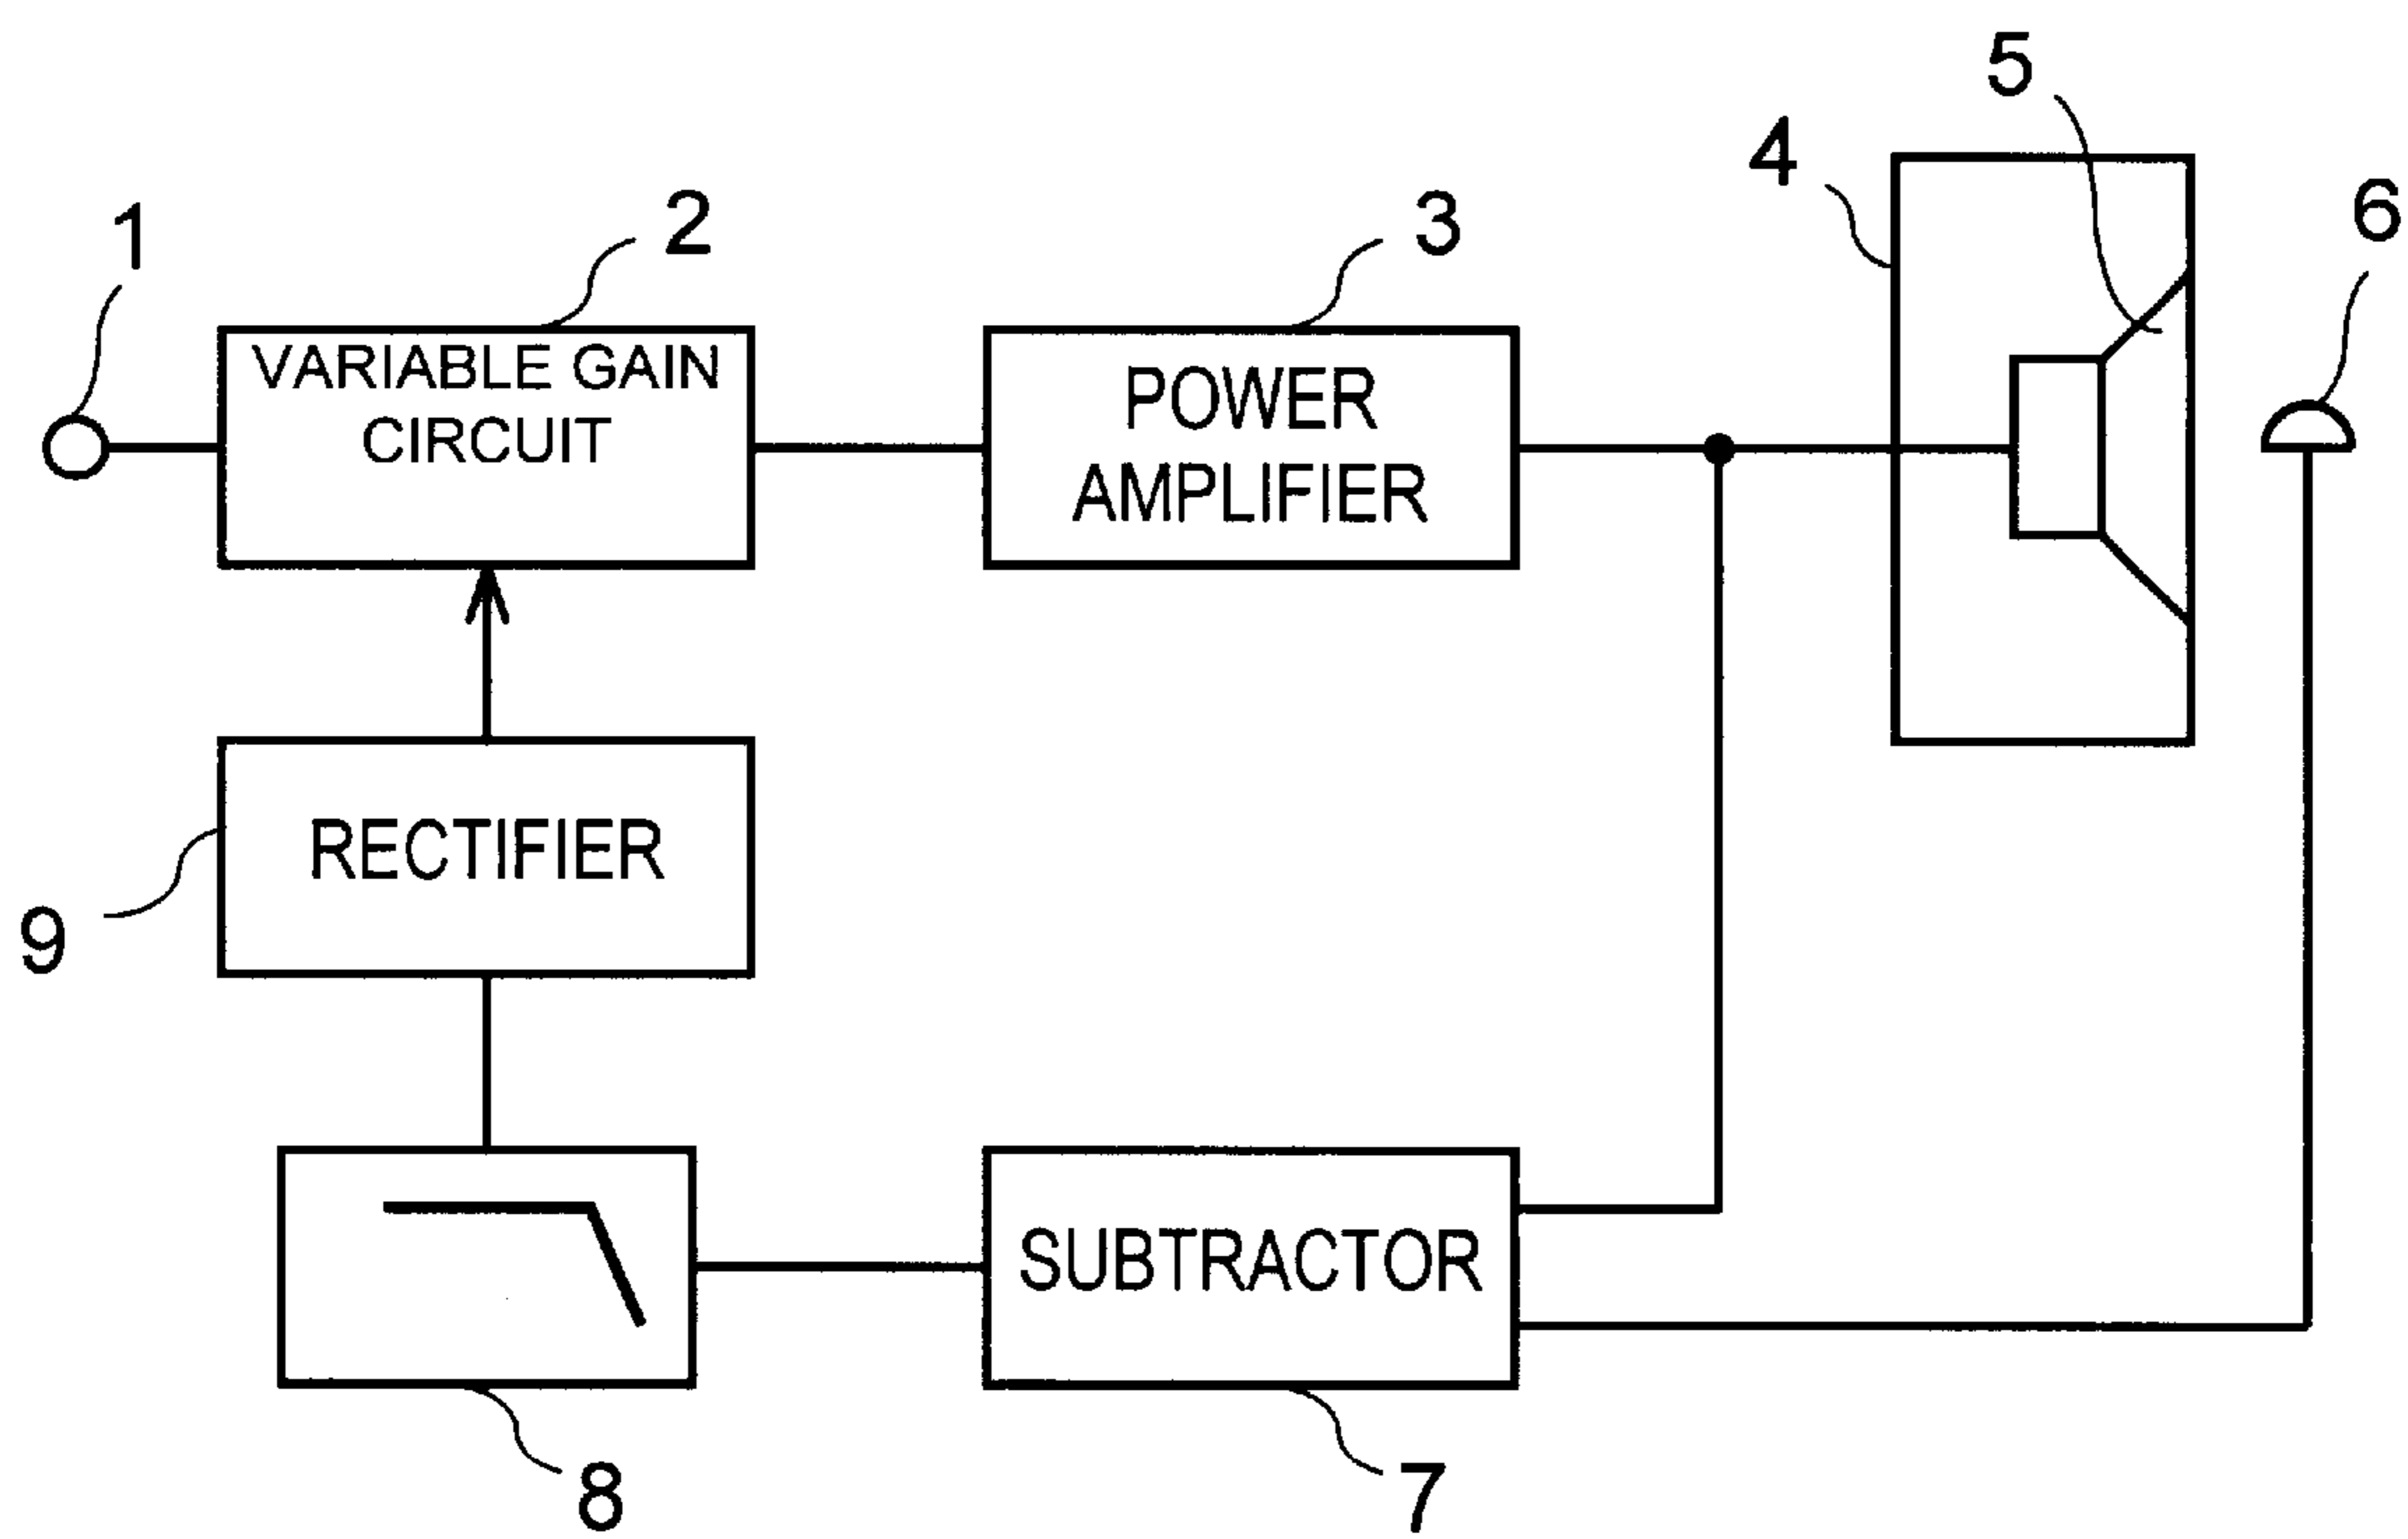 5
4
6
1
2
3
VARIABLE GAIN
CIRCUIT
POWER
AMPLIFIER
RECTIFIER
9
SUBTRACTOR
8
7